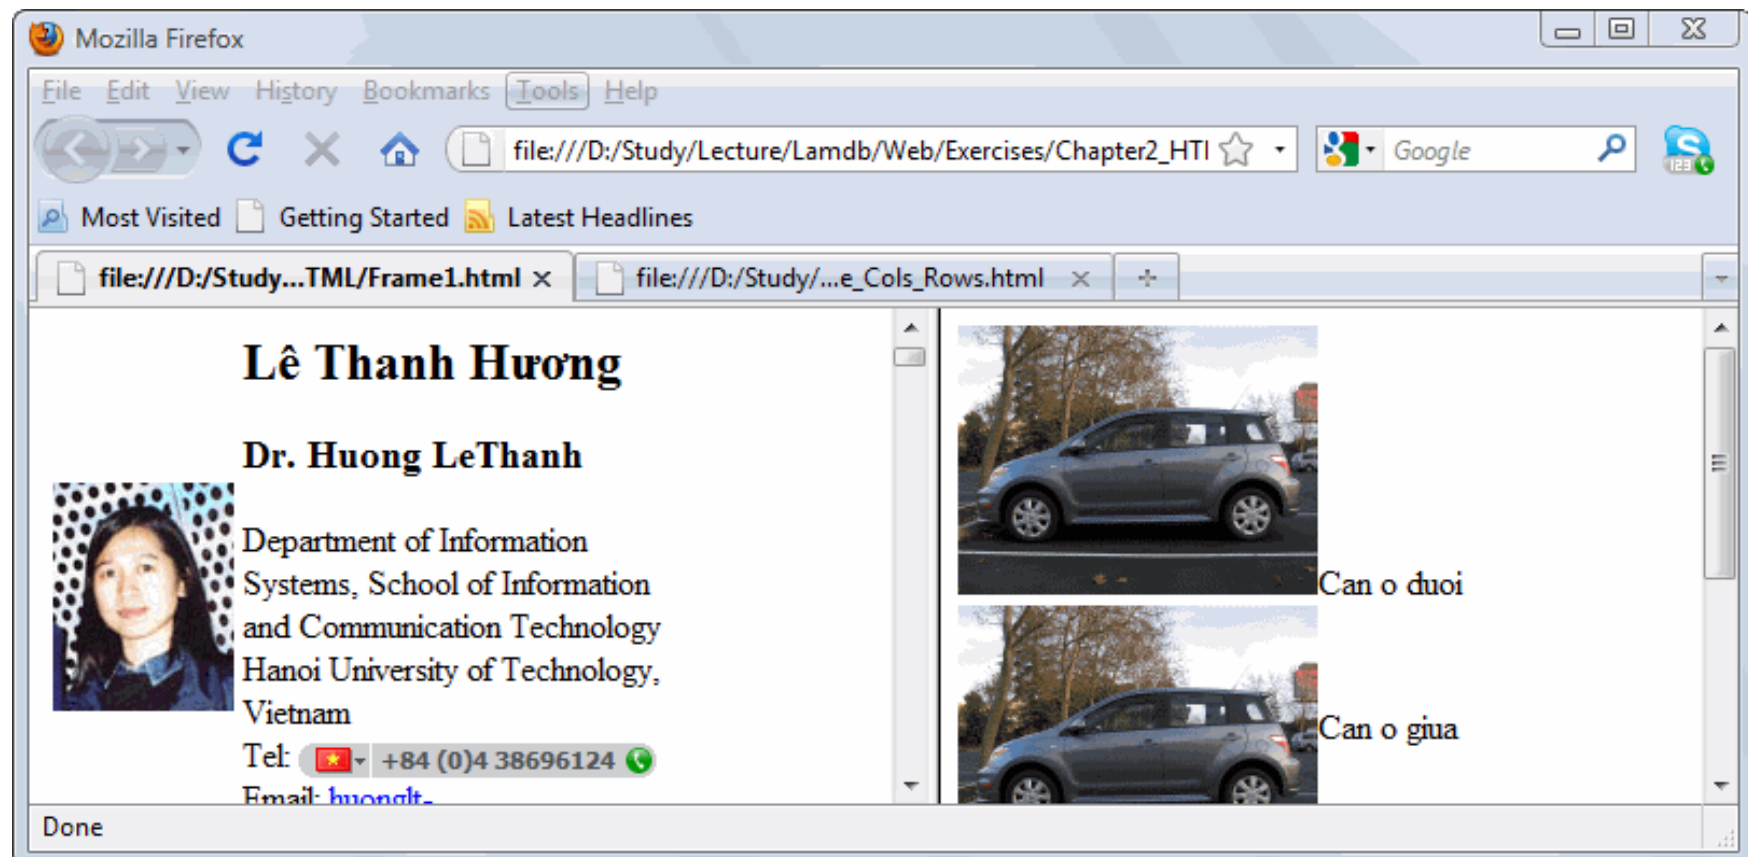 Mozilla Firefox
File Edit View History Bookmarks Tools Help
file:///D:/Study/Lecture/Lamdb/Web/Exercises/Chapter2_HTI
Google
123
Most Visited Getting Started Latest Headlines
file:///D:/Study...TML/Frame1.html
file:///D:/Study/...e_Cols_Rows.html
Lê Thanh Hương
Dr. Huong LeThanh
Department of Information
Systems, School of Information
and Communication Technology
Hanoi University of Technology,
Vietnam
Tel: +84 (0)4 38696124
Email: huonglt-
Can o duoi
Can o giua
Done